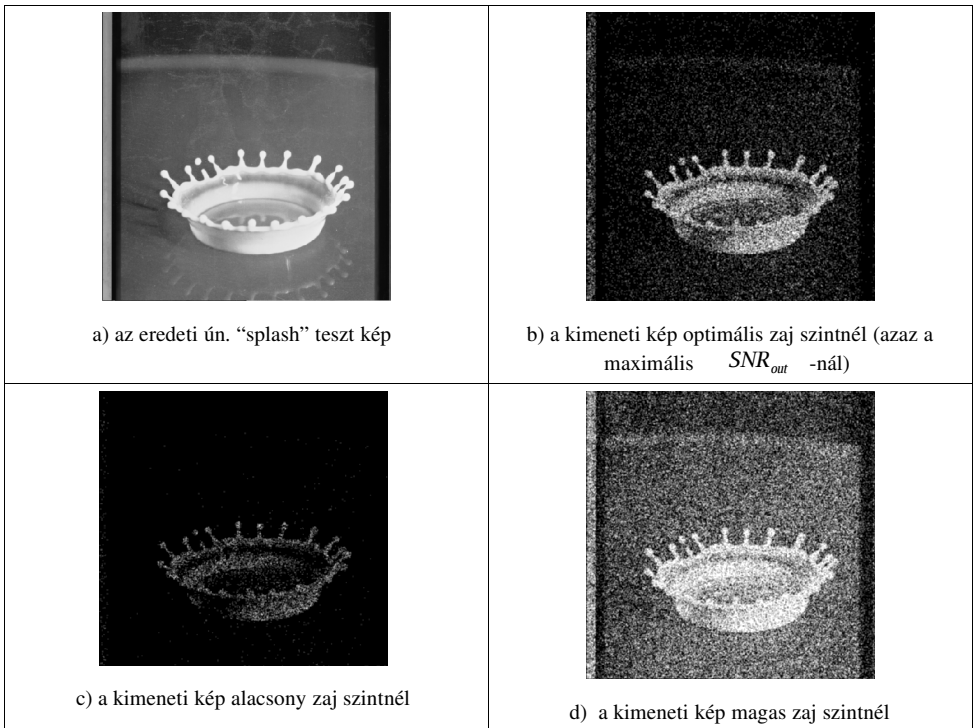 a) az eredeti ún. “splash” teszt kép
b) a kimeneti kép optimális zaj szintnél (azaz a
maximális SNR_out -nál)
c) a kimeneti kép alacsony zaj szintnél
d) a kimeneti kép magas zaj szintnél